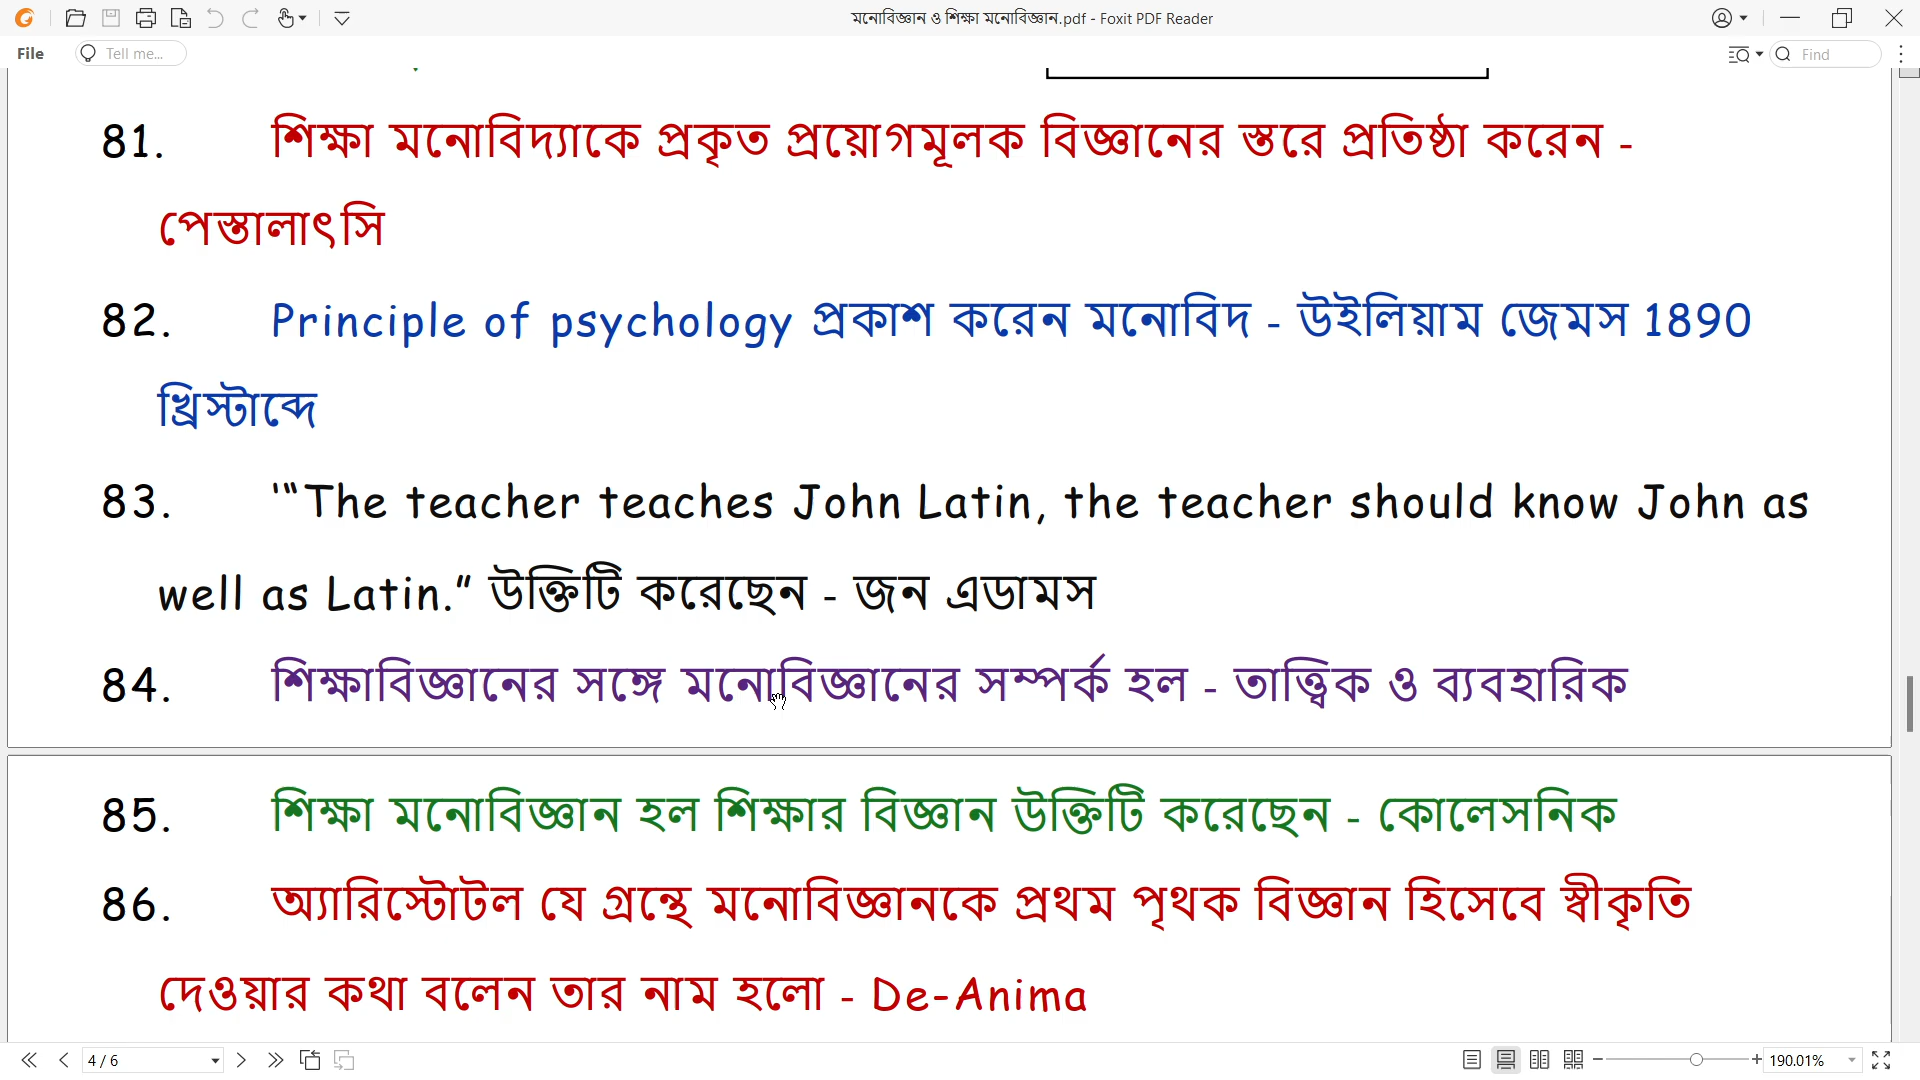 মনোবিজ্ঞান ও শিক্ষা মনোবিজ্ঞান.pdf - Foxit PDF Reader
File
Tell me...
Find
81. শিক্ষা মনোবিদ্যাকে প্রকৃত প্রয়োগমূলক বিজ্ঞানের স্তরে প্রতিষ্ঠা করেন -
পেস্তালাৎসি
82. Principle of psychology প্রকাশ করেন মনোবিদ - উইলিয়াম জেমস 1890
খ্রিস্টাব্দে
83. '“The teacher teaches John Latin, the teacher should know John as
well as Latin.” উক্তিটি করেছেন - জন এডামস
84. শিক্ষাবিজ্ঞানের সঙ্গে মনোবিজ্ঞানের সম্পর্ক হল - তাত্ত্বিক ও ব্যবহারিক
85. শিক্ষা মনোবিজ্ঞান হল শিক্ষার বিজ্ঞান উক্তিটি করেছেন - কোলেসনিক
86. অ্যারিস্টোটল যে গ্রন্থে মনোবিজ্ঞানকে প্রথম পৃথক বিজ্ঞান হিসেবে স্বীকৃতি
দেওয়ার কথা বলেন তার নাম হলো - De-Anima
4 / 6
190.01%